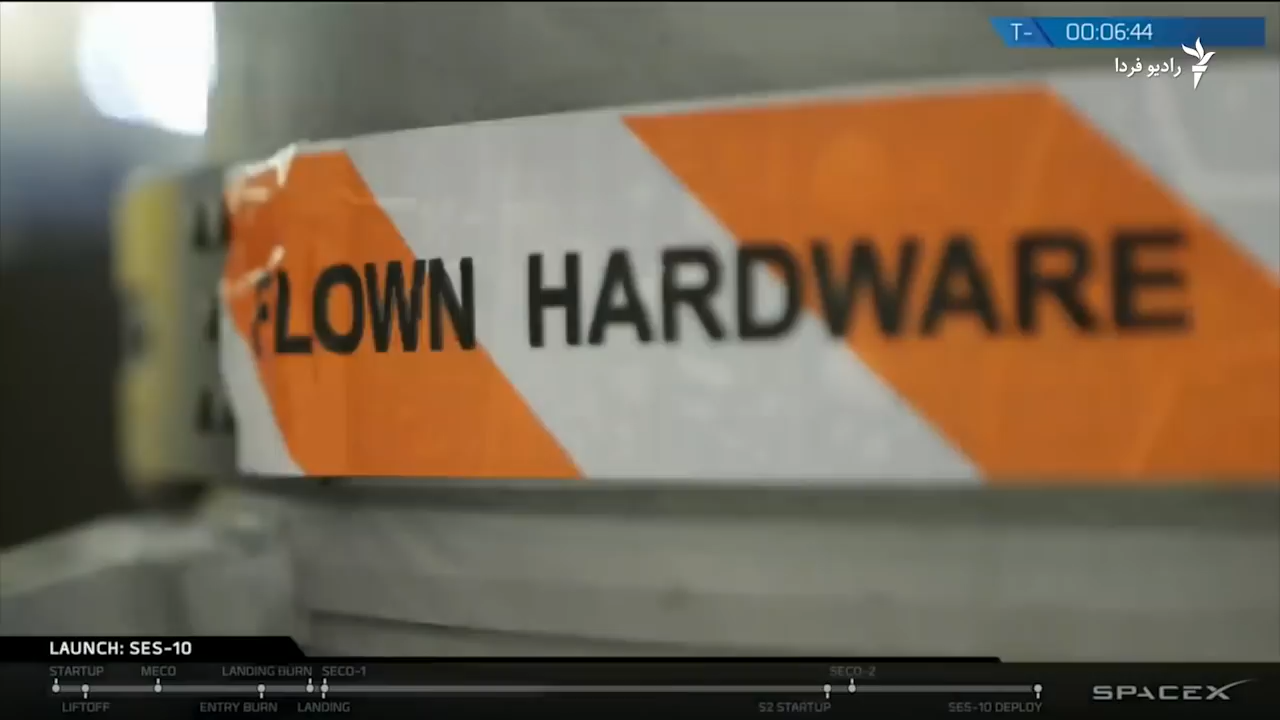 T- 00:06:44
رادیو فردا
FLOWN HARDWARE
LAUNCH: SES-10
STARTUP MECO LANDING BURN SECO-1 SECO-2
LIFTOFF ENTRY BURN LANDING S2 STARTUP SES-10 DEPLOY
SPACEX